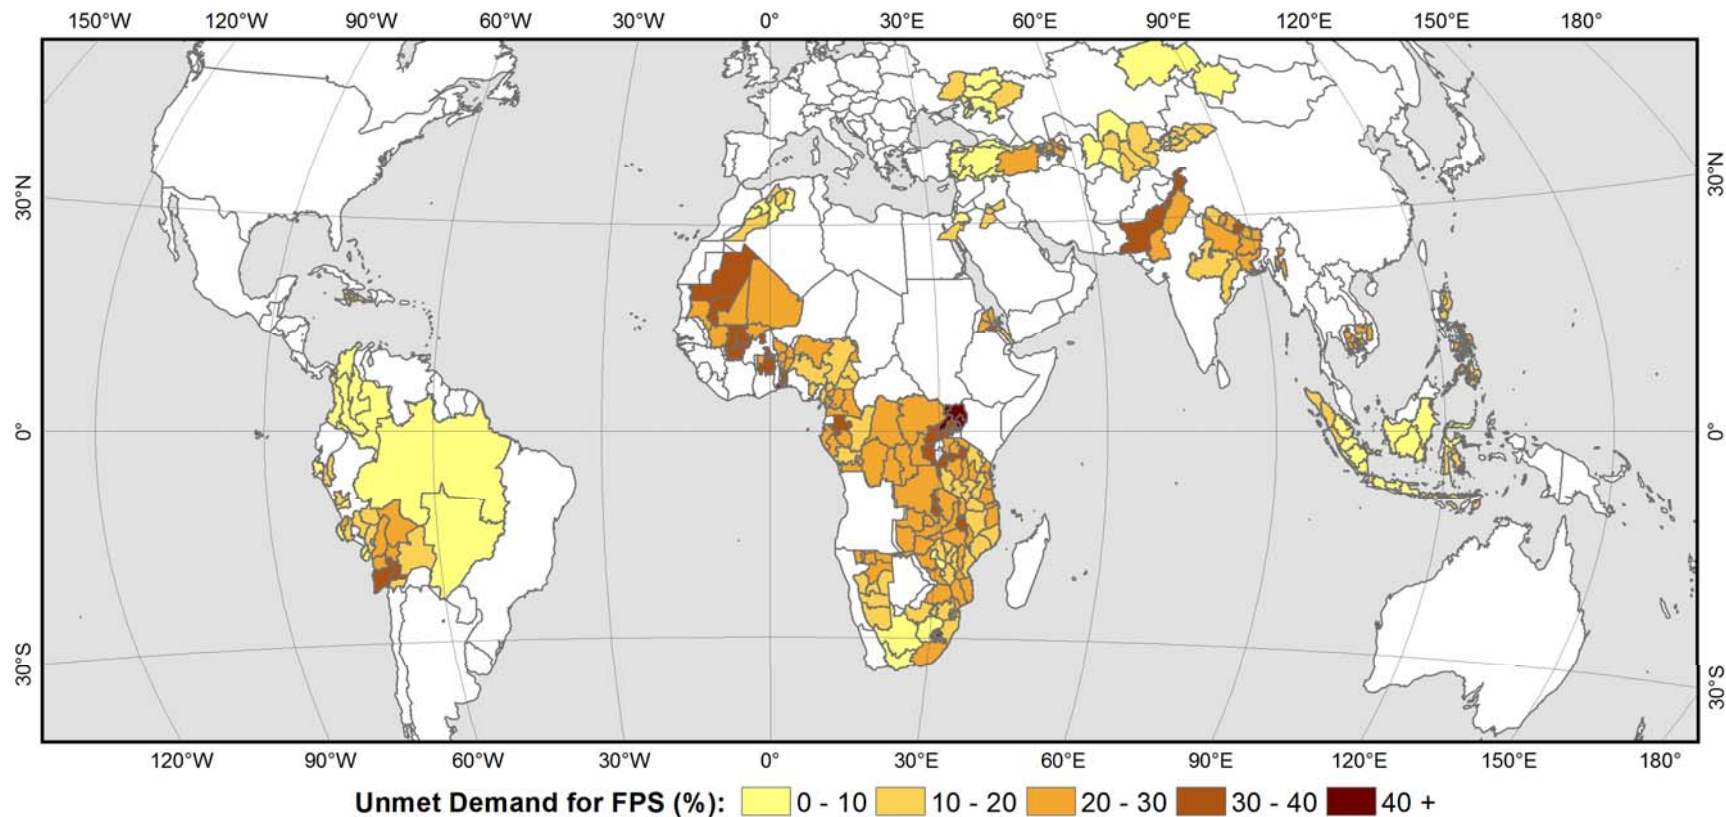 150°W 120°W 90°W 60°W 30°W 0° 30°E 60°E 90°E 120°E 150°E 180°
30°N 30°N
0° 0°
30°S 30°S
120°W 90°W 60°W 30°W 0° 30°E 60°E 90°E 120°E 150°E 180°
Unmet Demand for FPS (%): 0 - 10 10 - 20 20 - 30 30 - 40 40 +